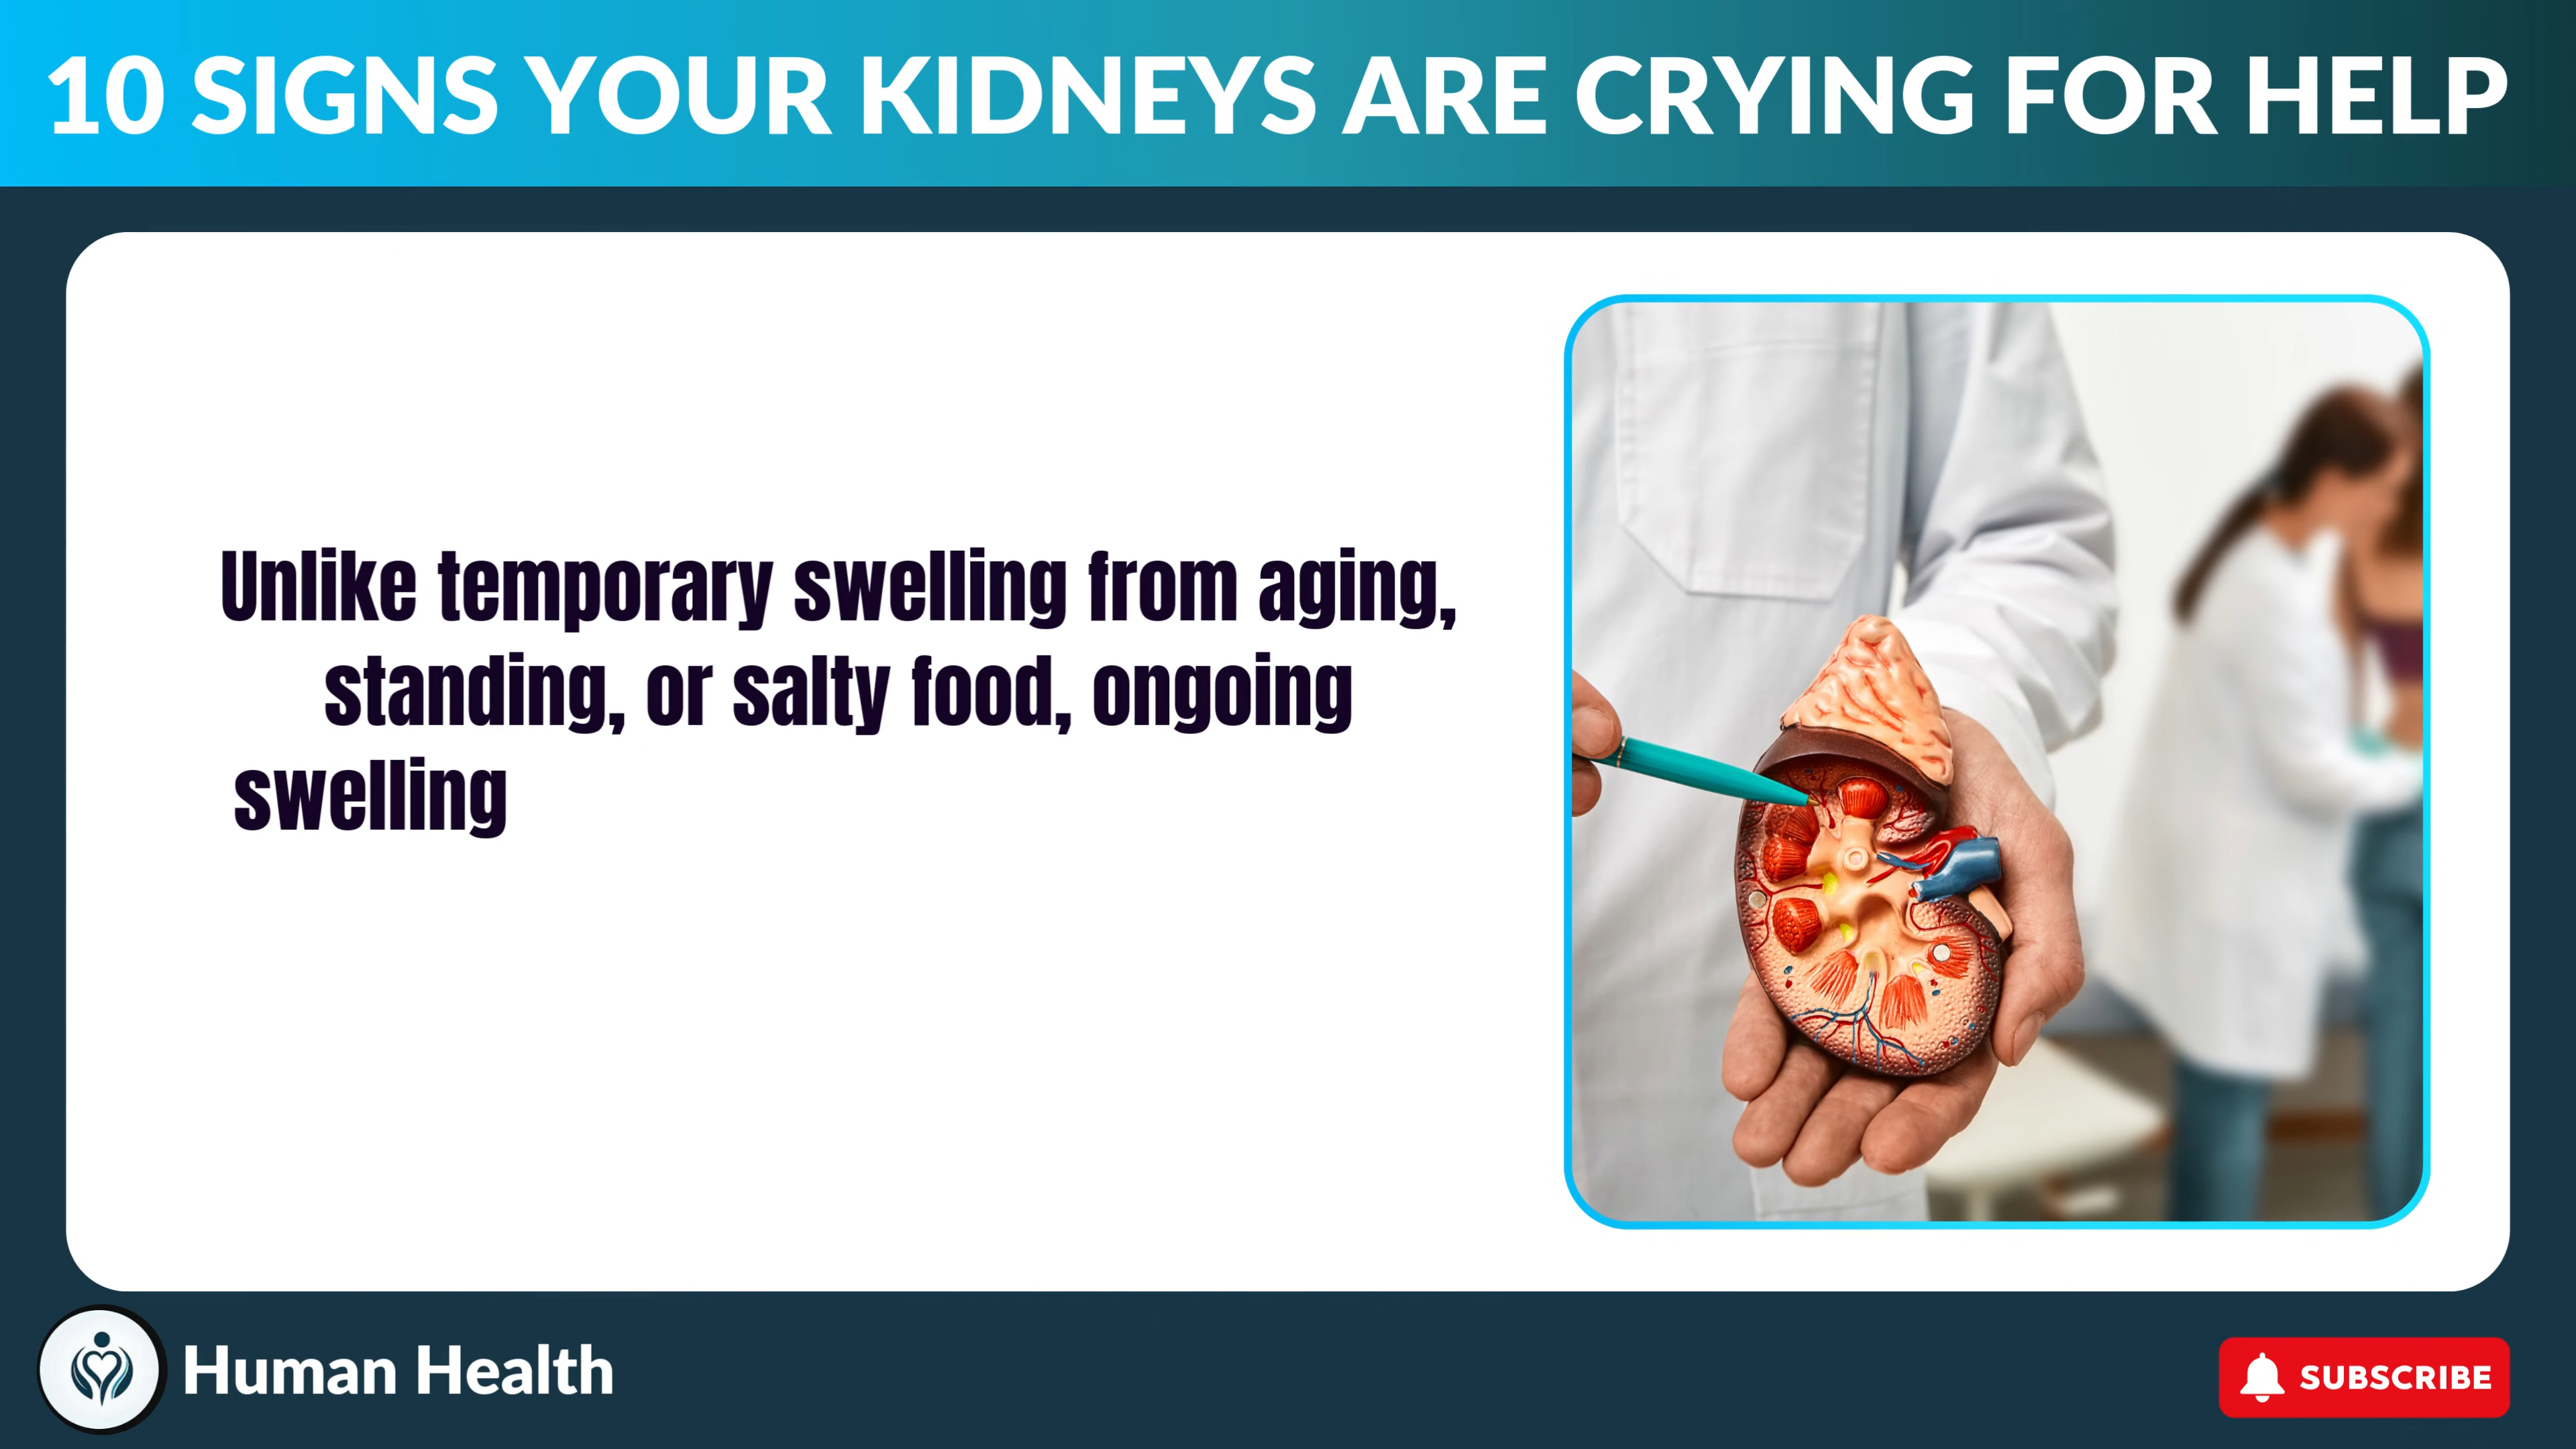 10 SIGNS YOUR KIDNEYS ARE CRYING FOR HELP
Unlike temporary swelling from aging,
standing, or salty food, ongoing
swelling
Human Health
SUBSCRIBE